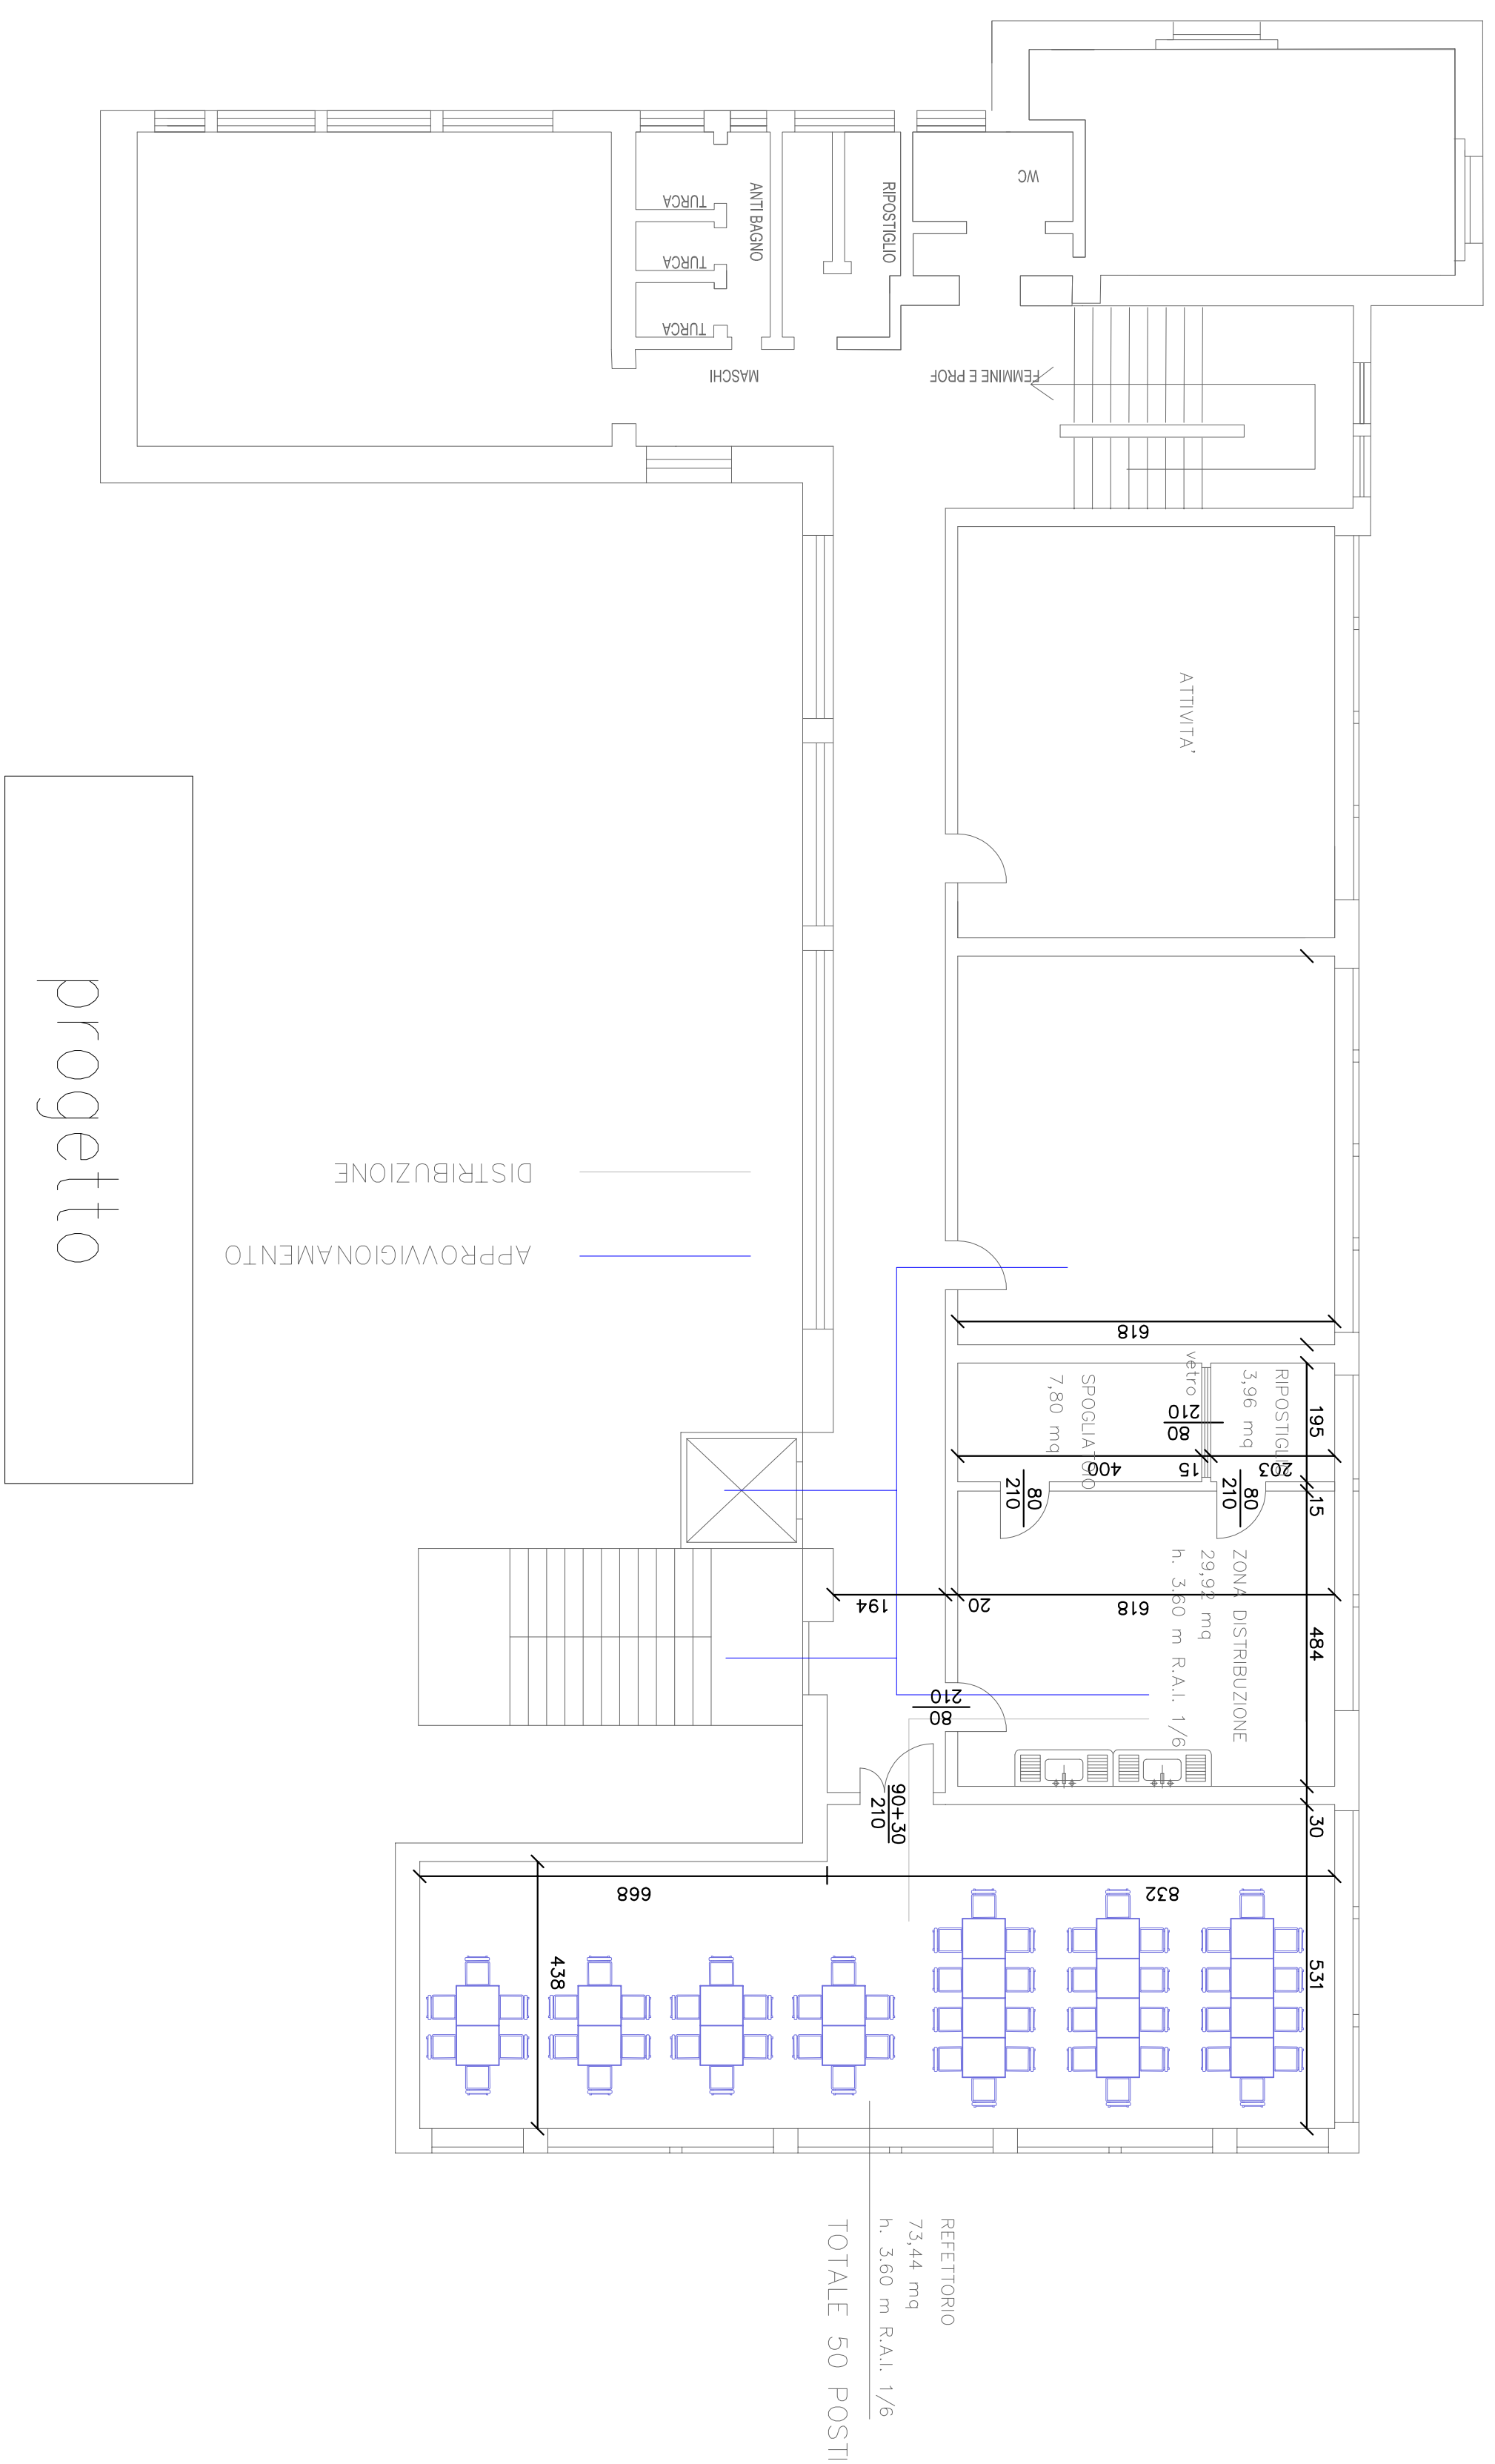 WC
TURCA
TURCA
TURCA
ANTI BAGNO
RIPOSTIGLIO
MASCHI
FEMMINE E PROF
ATTIVITA'
progetto
DISTRIBUZIONE
APPROVVIGIONAMENTO
618
SPOGLIATOIO
7,80 mq
vetro
RIPOSTIGLIO
3,96 mq
80
210
195
400
15
203
15
80
210
80
210
ZONA DISTRIBUZIONE
29,92 mq
h. 3.60 m R.A.I. 1/6
194
20
618
484
80
210
90+30
210
30
668
832
438
531
REFETTORIO
73,44 mq
h. 3.60 m R.A.I. 1/6
TOTALE 50 POSTI